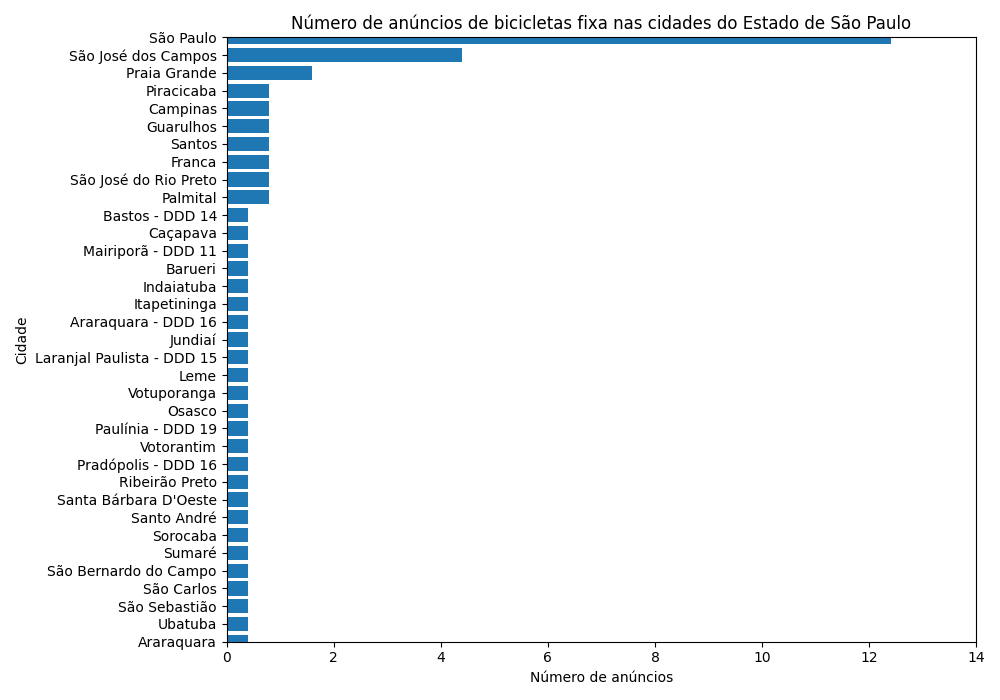 Número de anúncios de bicicletas fixa nas cidades do Estado de São Paulo
São Paulo
São José dos Campos
Praia Grande
Piracicaba
Campinas
Guarulhos
Santos
Franca
São José do Rio Preto
Palmital
Bastos - DDD 14
Caçapava
Mairiporã - DDD 11
Barueri
Indaiatuba
Itapetininga
Araraquara - DDD 16
Jundiaí
Laranjal Paulista - DDD 15
Leme
Votuporanga
Osasco
Paulínia - DDD 19
Votorantim
Pradópolis - DDD 16
Ribeirão Preto
Santa Bárbara D'Oeste
Santo André
Sorocaba
Sumaré
São Bernardo do Campo
São Carlos
São Sebastião
Ubatuba
Araraquara
Cidade
0 2 4 6 8 10 12 14
Número de anúncios